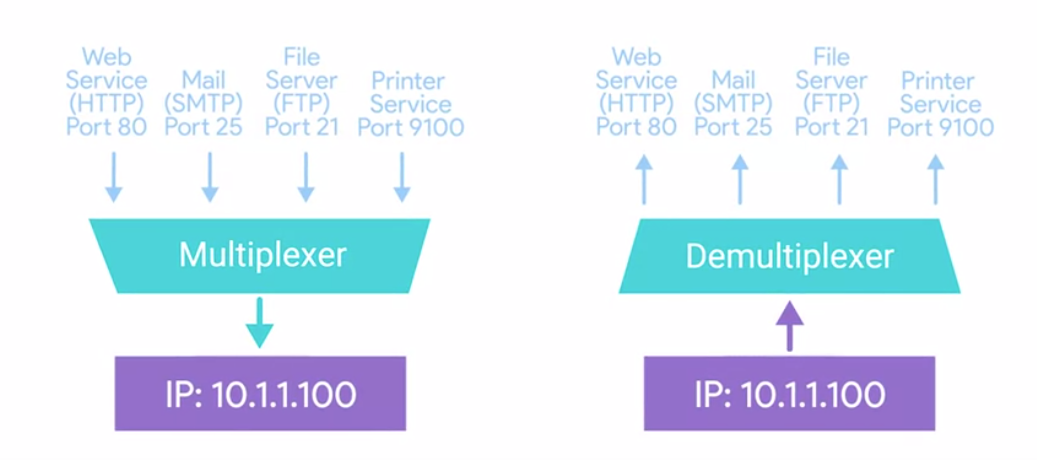 Web
Service
(HTTP)
Port 80
Mail
(SMTP)
Port 25
File
Server
(FTP)
Port 21
Printer
Service
Port 9100
Multiplexer
IP: 10.1.1.100
Web
Service
(HTTP)
Port 80
Mail
(SMTP)
Port 25
File
Server
(FTP)
Port 21
Printer
Service
Port 9100
Demultiplexer
IP: 10.1.1.100